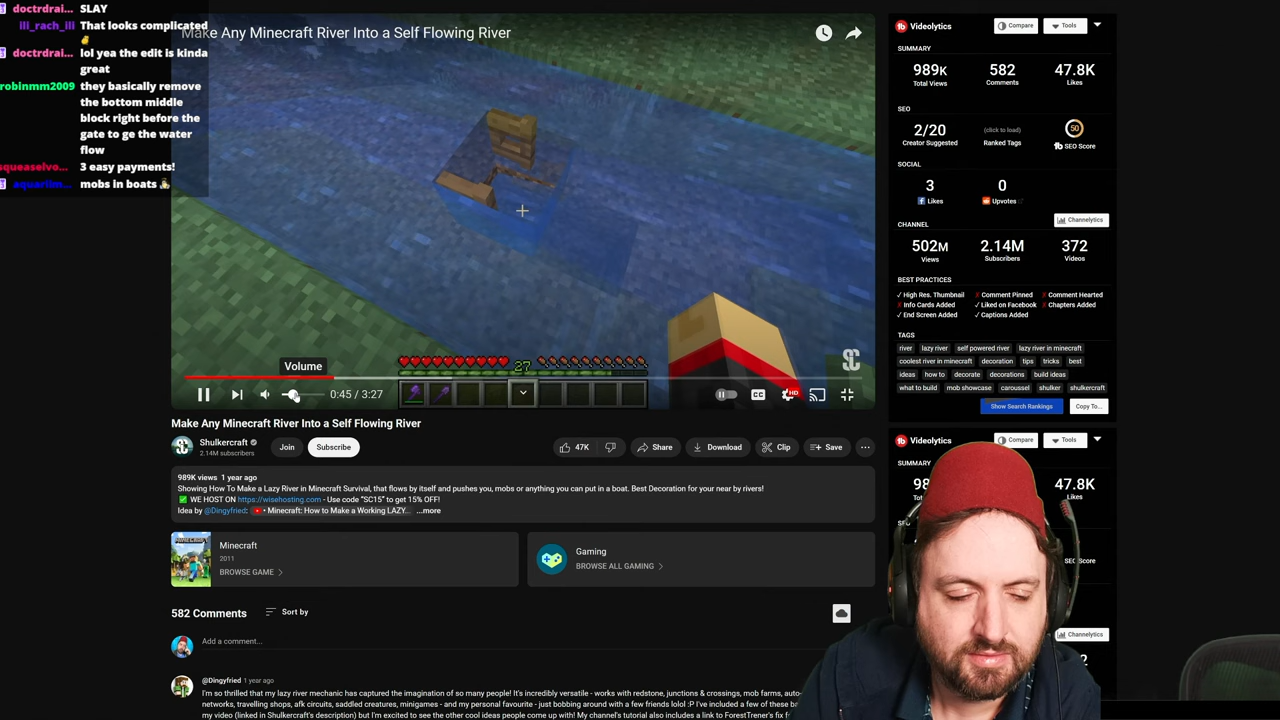 doctrdrai... SLAY
ili_rach_ili That looks complicated
doctrdrai... lol yea the edit is kinda
great
robinmm2009 they basically remove
the bottom middle
block right before the
gate to ge the water
flow
squeaselve... 3 easy payments!
aquariim... mobs in boats
Make Any Minecraft River Into a Self Flowing River
27
SC
Volume
0:45 / 3:27
CC
HD
Make Any Minecraft River Into a Self Flowing River
Shulkercraft
2.14M subscribers
Join
Subscribe
47K
Share
Download
Clip
Save
989K views 1 year ago
Showing How To Make a Lazy River in Minecraft Survival, that flows by itself and pushes you, mobs or anything you can put in a boat. Best Decoration for your near by rivers!
✅ WE HOST ON https://wisehosting.com - Use code "SC15" to get 15% OFF!
Idea by @Dingyfried: • Minecraft: How to Make a Working LAZY... ...more
Minecraft
2011
BROWSE GAME
Gaming
BROWSE ALL GAMING
582 Comments
Sort by
Add a comment...
@Dingyfried 1 year ago
I'm so thrilled that my lazy river mechanic has captured the imagination of so many people! It's incredibly versatile - works with redstone, junctions & crossings, mob farms, auto-
networks, travelling shops, afk circuits, saddled creatures, minigames - and my personal favourite - just bobbing around with a few friends lolol :P I've included a few of these
my video (linked in Shulkercraft's description) but I'm excited to see the other cool ideas people come up with! My channel's tutorial also includes a link to ForestTrener's fix
Videolytics
Compare
Tools
SUMMARY
989K 582 47.8K
Total Views Comments Likes
SEO
2/20 (click to load) 50
Creator Suggested Ranked Tags SEO Score
SOCIAL
3 0
Likes Upvotes
CHANNEL
Channelytics
502M 2.14M 372
Views Subscribers Videos
BEST PRACTICES
✓ High Res. Thumbnail ✗ Comment Pinned ✗ Comment Hearted
✗ Info Cards Added ✓ Liked on Facebook ✗ Chapters Added
✓ End Screen Added ✓ Captions Added
TAGS
river lazy river self powered river lazy river in minecraft
coolest river in minecraft decoration tips tricks best
ideas how to decorate decorations build ideas
what to build mob showcase carousel shulker shulkercraft
Show Search Rankings
Copy To...
Videolytics
Compare
Tools
SUMMARY
98 47.8K
Total Likes
SEO
SEO Score
Channelytics